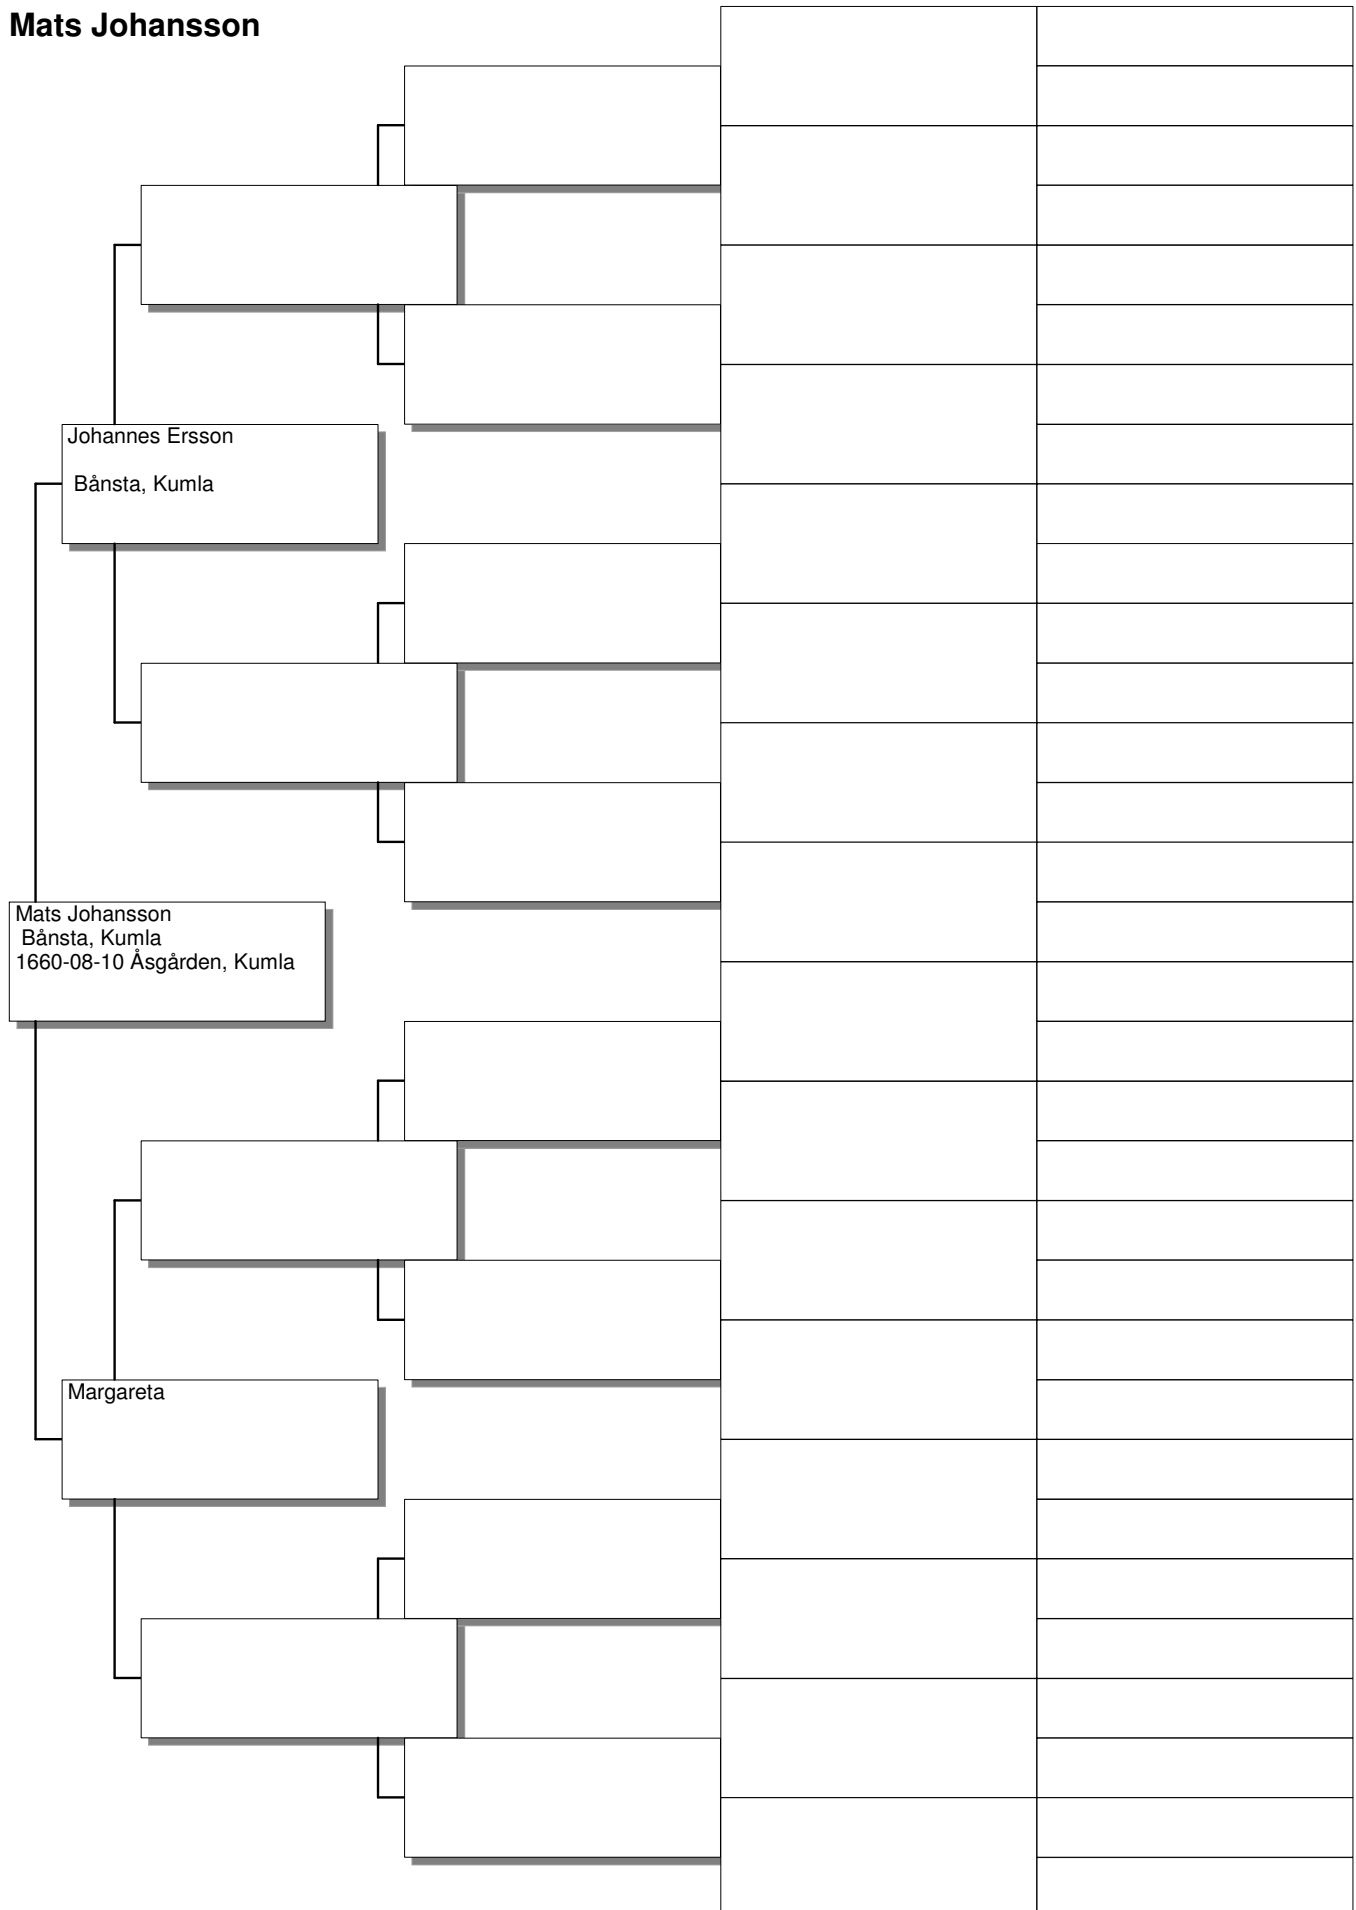 Mats Johansson
Johannes Ersson
Bånsta, Kumla
Mats Johansson
Bånsta, Kumla
1660-08-10 Åsgården, Kumla
Margareta